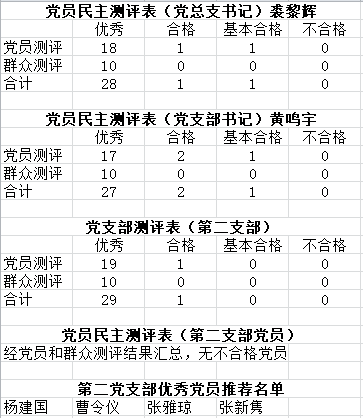 党员民主测评表（党总支书记）裘黎辉
优秀 合格 基本合格 不合格
党员测评 18 1 1 0
群众测评 10 0 0 0
合计 28 1 1 0
党员民主测评表（党支部书记）黄鸣宇
优秀 合格 基本合格 不合格
党员测评 17 2 1 0
群众测评 10 0 0 0
合计 27 2 1 0
党支部测评表（第二支部）
优秀 合格 基本合格 不合格
党员测评 19 1 0 0
群众测评 10 0 0 0
合计 29 1 0 0
党员民主测评表（第二支部党员）
经党员和群众测评结果汇总，无不合格党员
第二党支部优秀党员推荐名单
杨建国 曹令仪 张雅琼 张新隽